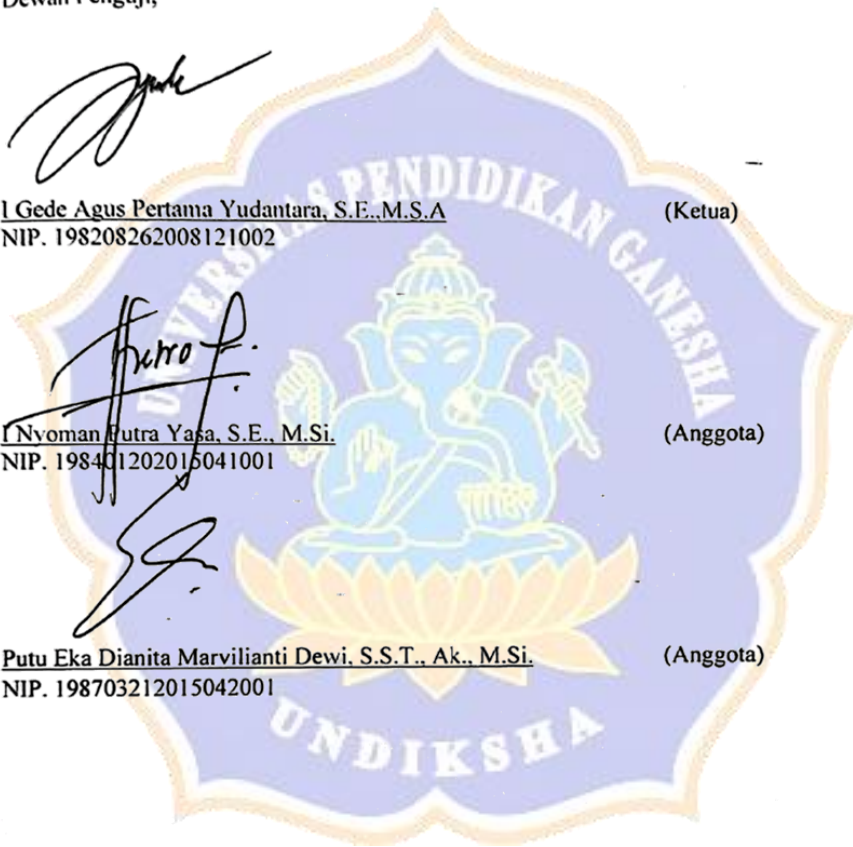 Dewan Penguji,
I Gede Agus Pertama Yudantara, S.E.,M.S.A (Ketua)
NIP. 198208262008121002
I Nyoman Putra Yasa, S.E., M.Si. (Anggota)
NIP. 198401202015041001
Putu Eka Dianita Marvilianti Dewi, S.S.T., Ak., M.Si. (Anggota)
NIP. 198703212015042001
UNIVERSITAS PENDIDIKAN GANESHA
UNDIKSHA